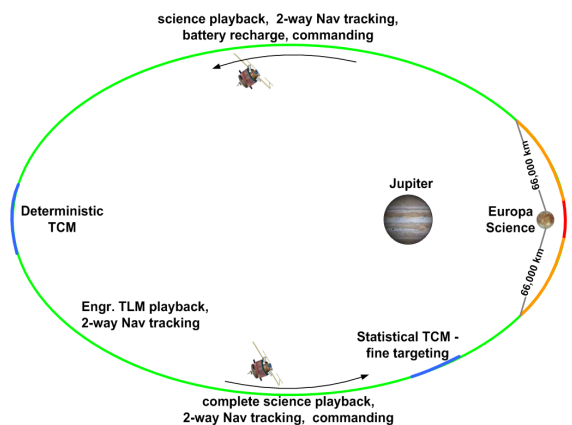 science playback, 2-way Nav tracking,
battery recharge, commanding
66,000 km
Jupiter
Deterministic
TCM
Europa
Science
66,000 km
Engr. TLM playback,
2-way Nav tracking
Statistical TCM -
fine targeting
complete science playback,
2-way Nav tracking, commanding